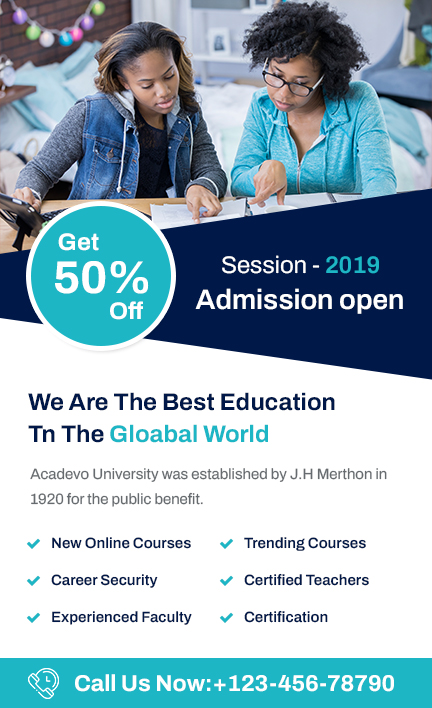 Get
50%
Off
Session - 2019
Admission open
We Are The Best Education
Tn The Gloabal World
Acadevo University was established by J.H Merthon in
1920 for the public benefit.
New Online Courses
Trending Courses
Career Security
Certified Teachers
Experienced Faculty
Certification
Call Us Now:+123-456-78790